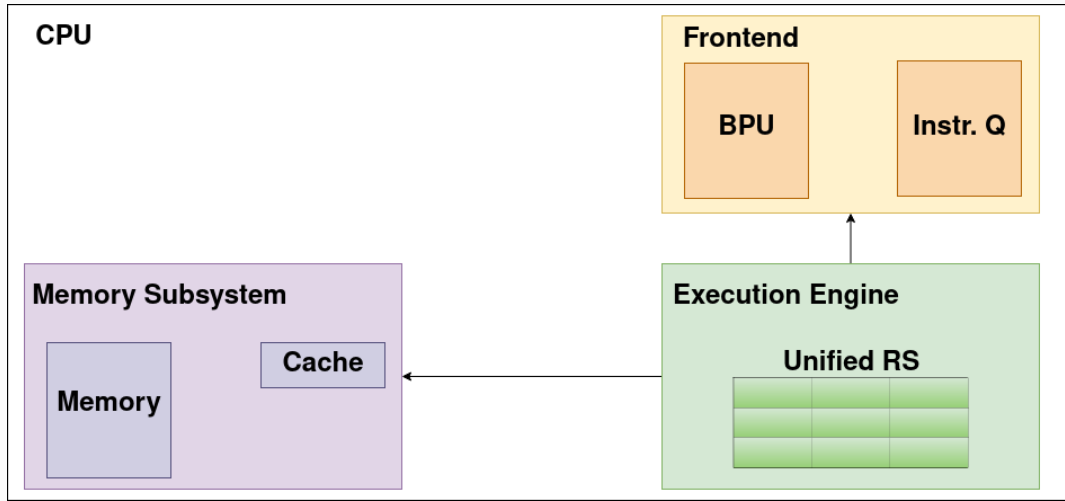 CPU
Frontend
BPU
Instr. Q
Memory Subsystem
Cache
Memory
Execution Engine
Unified RS